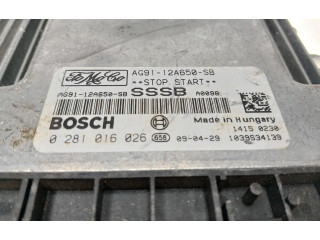 FoMoCo AG91-12A650-SB
**STOP START**
AG91-12A650-SB SSSB A009B
BOSCH Made in Hungary
1415 0230
0 281 016 026 656 09-04-29 1039S34139